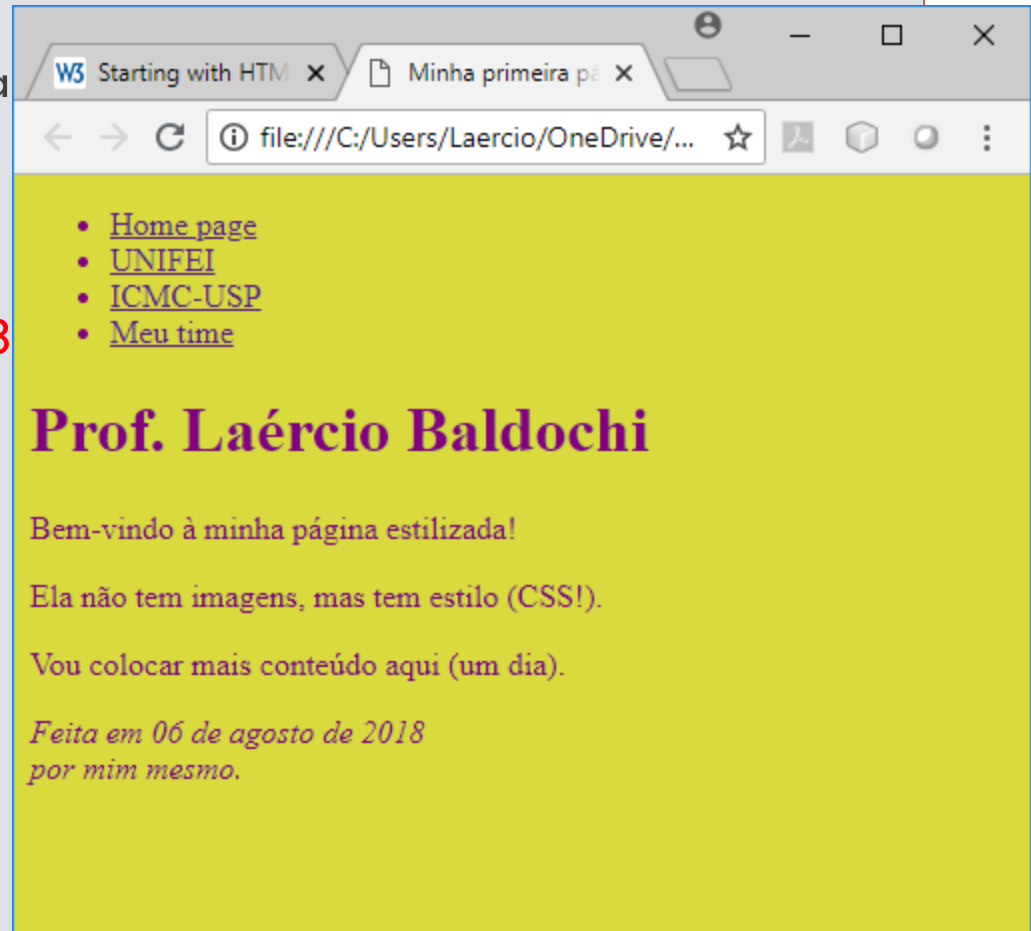 a
3
W3 Starting with HTM
Minha primeira pá
file:///C:/Users/Laercio/OneDrive/...
Home page
UNIFEI
ICMC-USP
Meu time
Prof. Laércio Baldochi
Bem-vindo à minha página estilizada!
Ela não tem imagens, mas tem estilo (CSS!).
Vou colocar mais conteúdo aqui (um dia).
Feita em 06 de agosto de 2018
por mim mesmo.